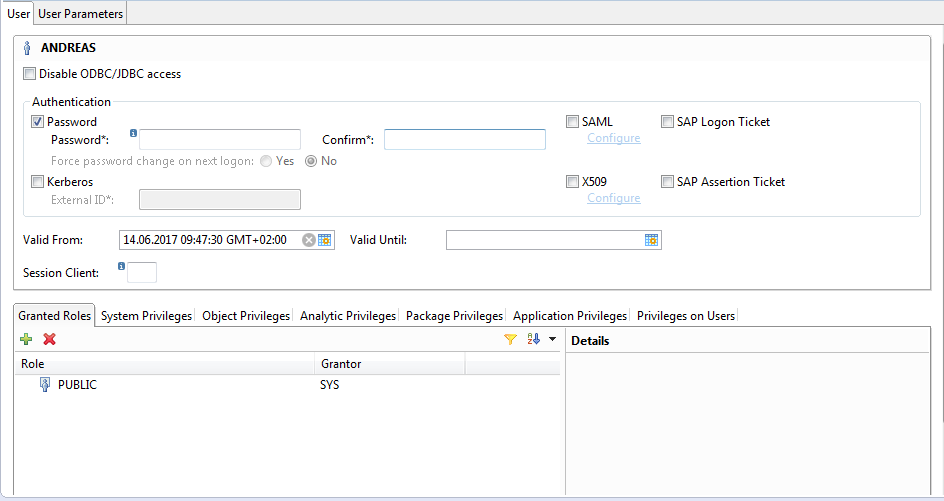 User User Parameters
ANDREAS
Disable ODBC/JDBC access
Authentication
Password SAML SAP Logon Ticket
Password*: Confirm*: Configure
Force password change on next logon: Yes No
Kerberos X509 SAP Assertion Ticket
External ID*: Configure
Valid From: 14.06.2017 09:47:30 GMT+02:00 Valid Until:
Session Client:
Granted Roles System Privileges Object Privileges Analytic Privileges Package Privileges Application Privileges Privileges on Users
Details
Role Grantor
PUBLIC SYS